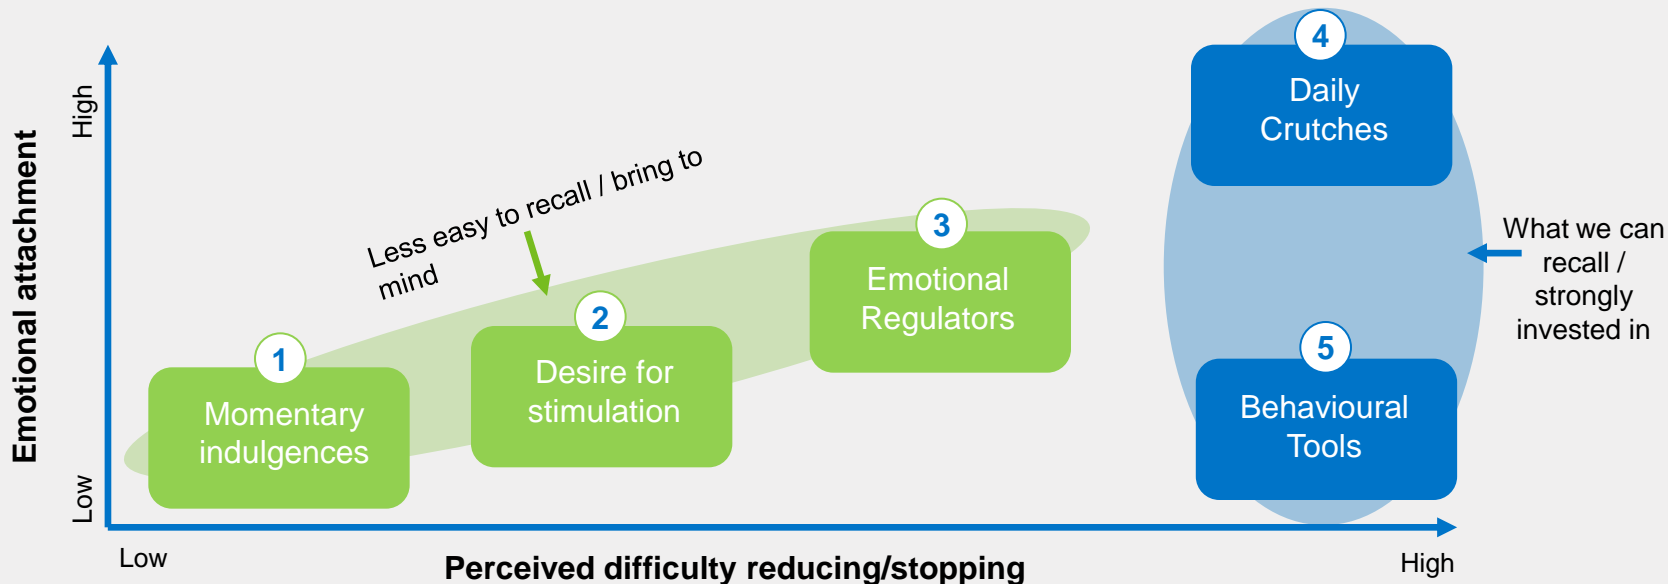 Emotional attachment
High
Low
Less easy to recall / bring to
mind
1
Momentary
indulgences
2
Desire for
stimulation
3
Emotional
Regulators
4
Daily
Crutches
5
Behavioural
Tools
What we can
recall /
strongly
invested in
Low
Perceived difficulty reducing/stopping
High